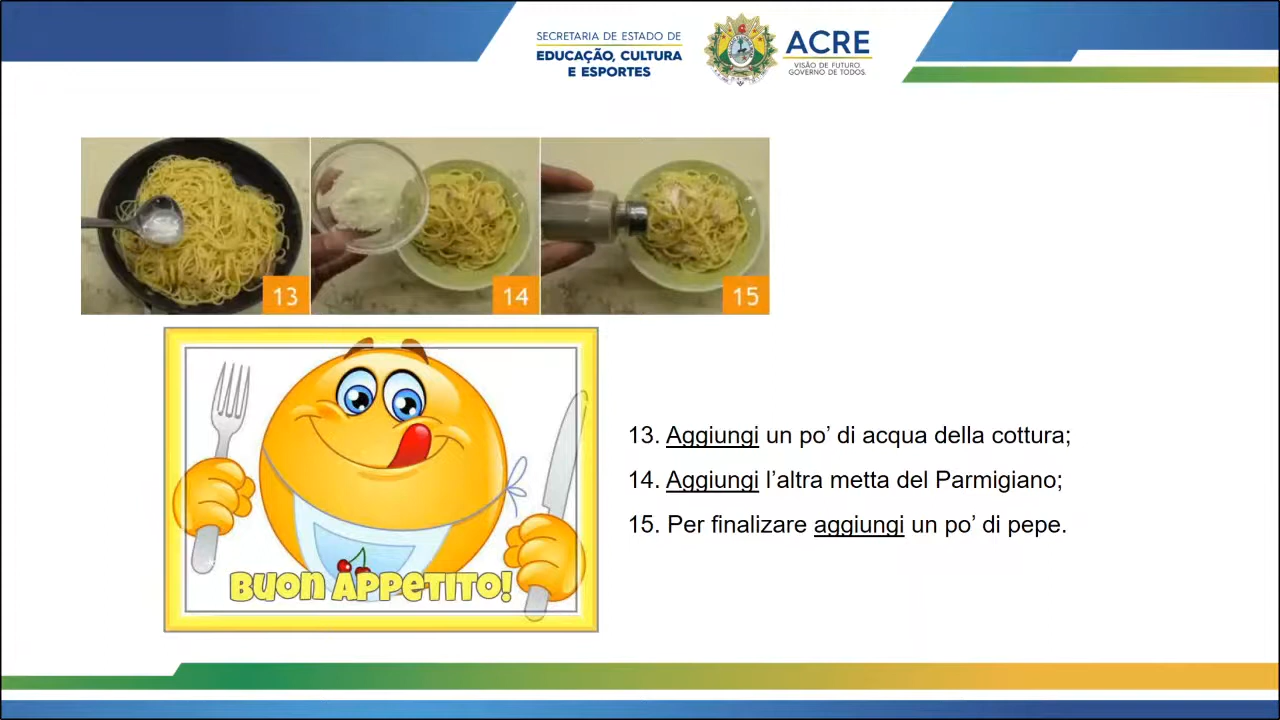 SECRETARIA DE ESTADO DE
EDUCAÇÃO, CULTURA
E ESPORTES
ACRE
VISÃO DE FUTURO
GOVERNO DE TODOS
13
14
15
BUON APPETITO!
13. Aggiungi un po’ di acqua della cottura;
14. Aggiungi l’altra metta del Parmigiano;
15. Per finalizare aggiungi un po’ di pepe.